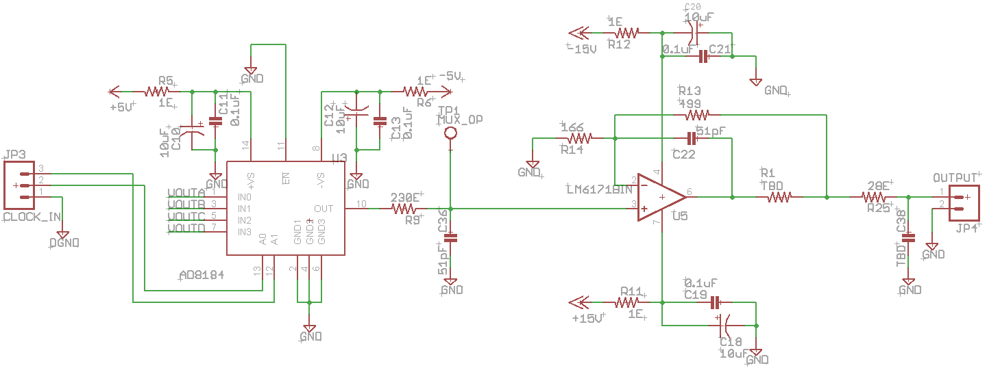 JP3
3
2
1
CLOCK_IN
DGND
+5V
R5
1E
10uF
C10
C11
0.1uF
GND
GND
14
11
8
U3
+VS
EN
-VS
VOUTA
VOUTB
VOUTC
VOUTD
1
3
5
7
IN0
IN1
IN2
IN3
OUT
10
A0
A1
GND1
GND2
GND3
13
12
2
4
6
AD8184
GND
C12
10uF
C13
0.1uF
GND
1E
R6
-5V
TP1
MUX_OP
230E
R9
C36
51pF
GND
-15V
1E
R12
C20
10uF
0.1uF
C21
GND
R13
499
166
R14
GND
51pF
C22
LM6171BIN
2
3
4
7
6
U5
+15V
R11
1E
0.1uF
C19
C18
10uF
GND
R1
TBD
28E
R25
C38
TBD
GND
OUTPUT
1
2
JP4
GND